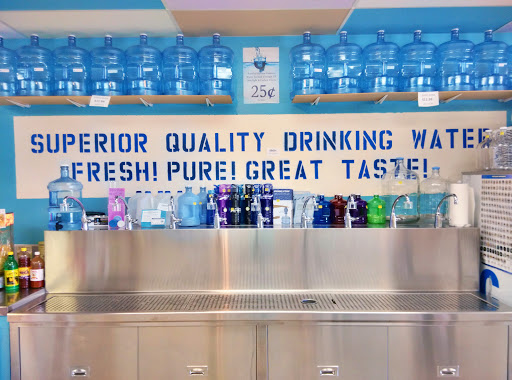 25¢
SUPERIOR QUALITY DRINKING WATER
FRESH! PURE! GREAT TASTE!